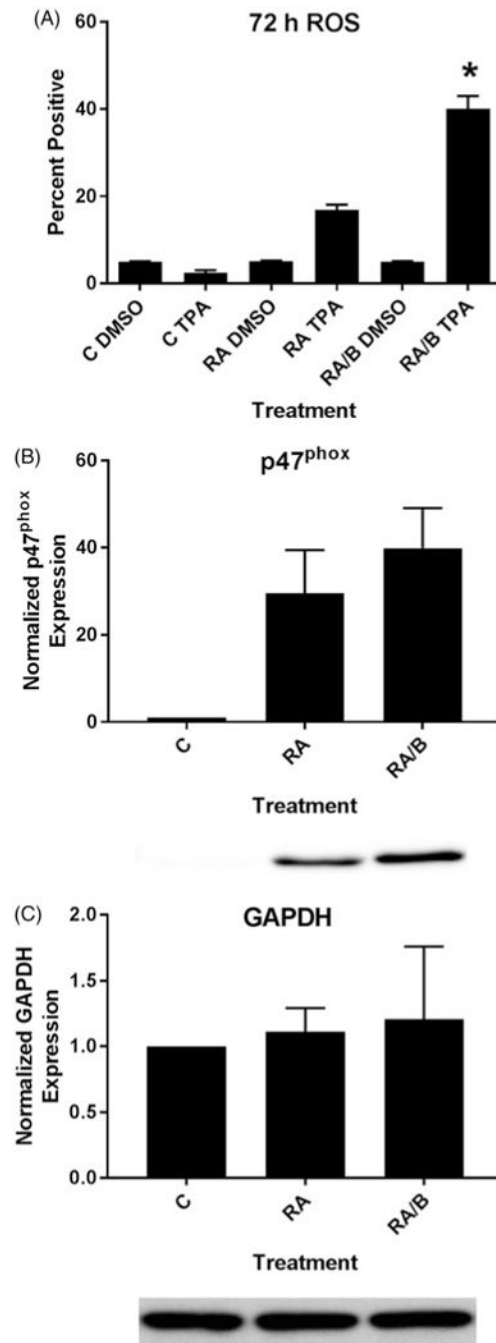 (A)
72 h ROS
Percent Positive
60
40
20
0
*
C DMSO
C TPA
RA DMSO
RA TPA
RA/B DMSO
RA/B TPA
Treatment
(B)
p47phox
Normalized p47phox
Expression
60
40
20
0
C
RA
RA/B
Treatment
(C)
GAPDH
Normalized GAPDH
Expression
2.0
1.5
1.0
0.5
0.0
C
RA
RA/B
Treatment